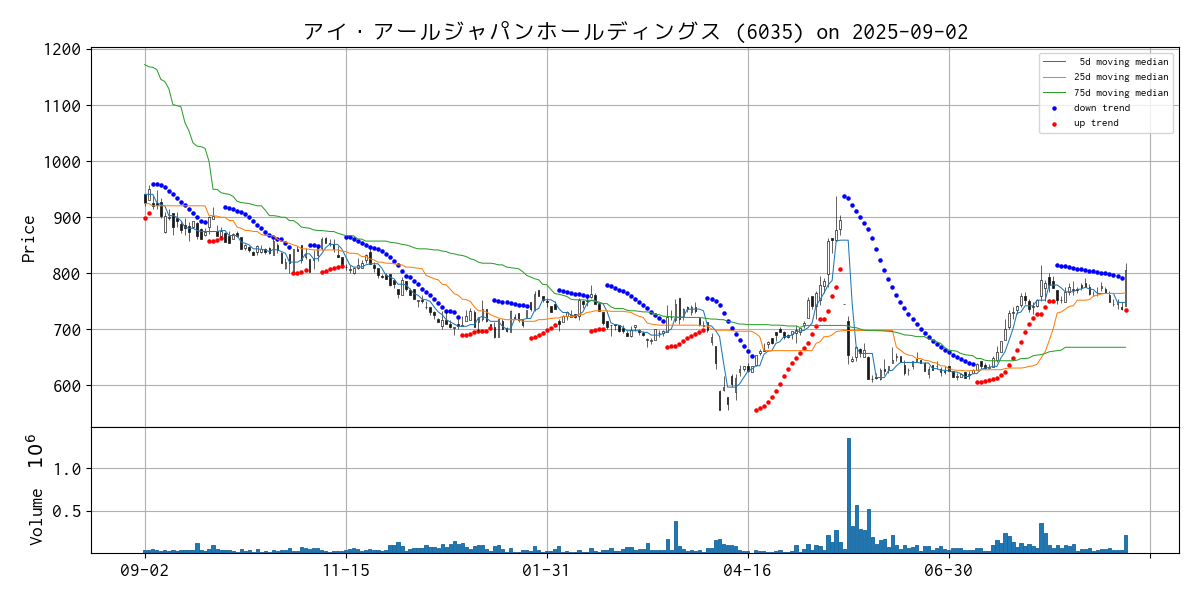 アイ・アールジャパンホールディングス (6035) on 2025-09-02
1200
1100
1000
900
800
700
600
Price
5d moving median
25d moving median
75d moving median
down trend
up trend
Volume 10^6
1.0
0.5
09-02 11-15 01-31 04-16 06-30